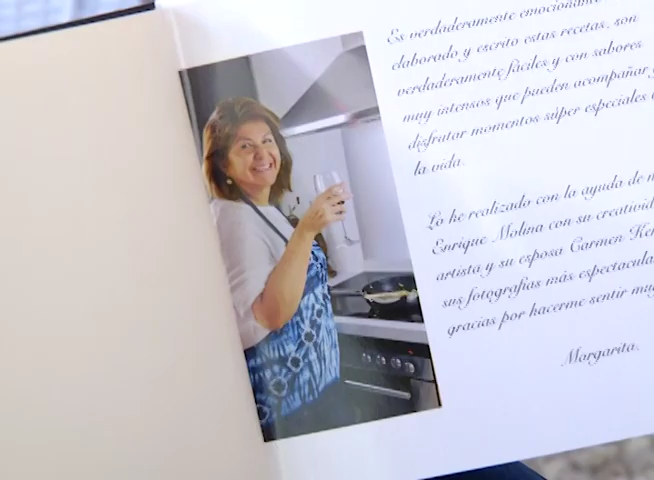 Es verdaderamente emocionante
elaborado y escrito estas recetas, son
verdaderamente fáciles y con sabores
muy intensos que pueden acompañar y
disfrutar momentos súper especiales
la vida.
Lo he realizado con la ayuda de
Enrique Molina con su
artista y su esposa Carmen
sus fotografías más
gracias por hacerme sentir
Margarita.